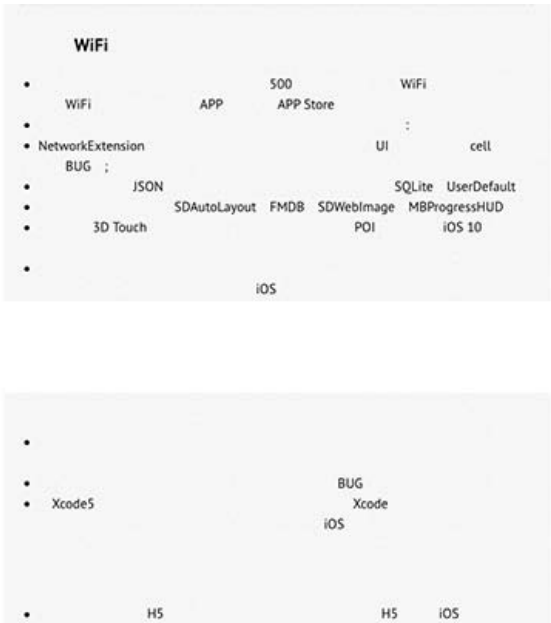 WiFi
• 500 WiFi
WiFi APP APP Store
• :
• NetworkExtension UI cell
BUG ;
• JSON SQLite UserDefault
• SDAutoLayout FMDB SDWebImage MBProgressHUD
• 3D Touch POI iOS 10
•
iOS
•
• BUG
• Xcode5 Xcode
iOS
• H5 H5 iOS